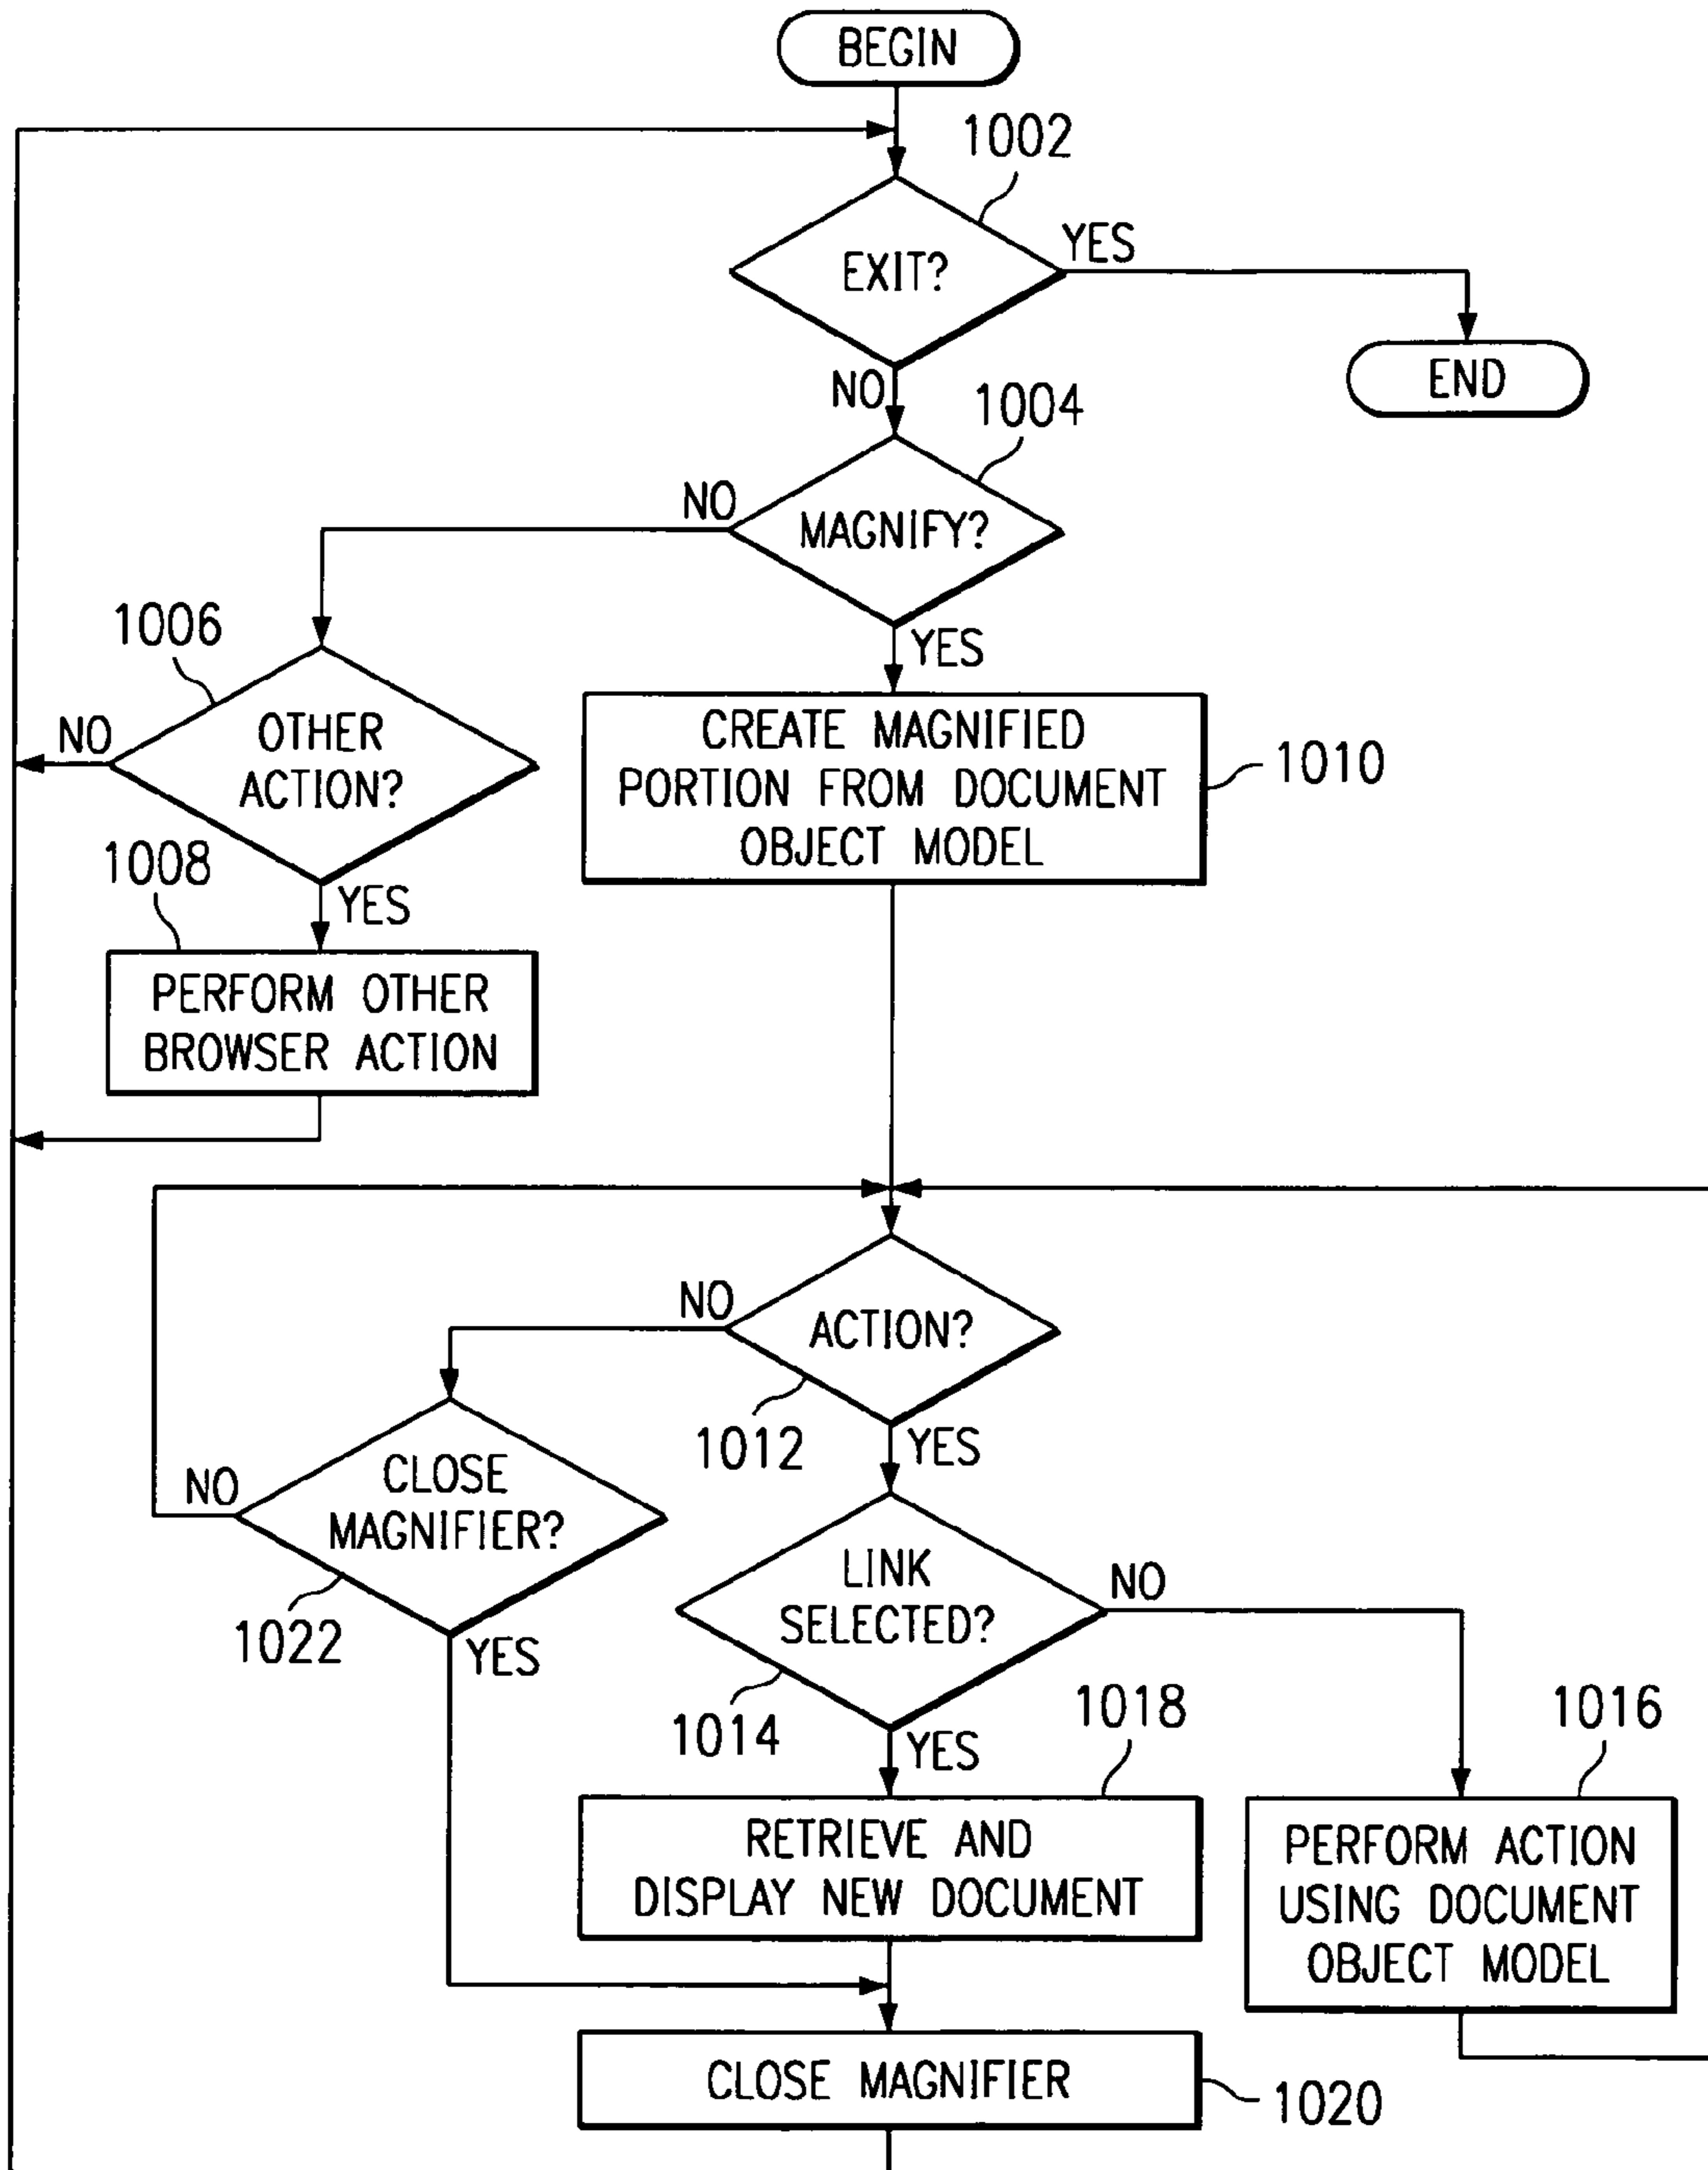 BEGIN
1002
EXIT?
YES
END
NO
1004
MAGNIFY?
NO
YES
1006
OTHER
ACTION?
NO
YES
CREATE MAGNIFIED
PORTION FROM DOCUMENT
OBJECT MODEL
1010
1008
PERFORM OTHER
BROWSER ACTION
ACTION?
NO
1012
YES
CLOSE
MAGNIFIER?
NO
1022
YES
LINK
SELECTED?
NO
1014
YES
1018
RETRIEVE AND
DISPLAY NEW DOCUMENT
1016
PERFORM ACTION
USING DOCUMENT
OBJECT MODEL
CLOSE MAGNIFIER
1020